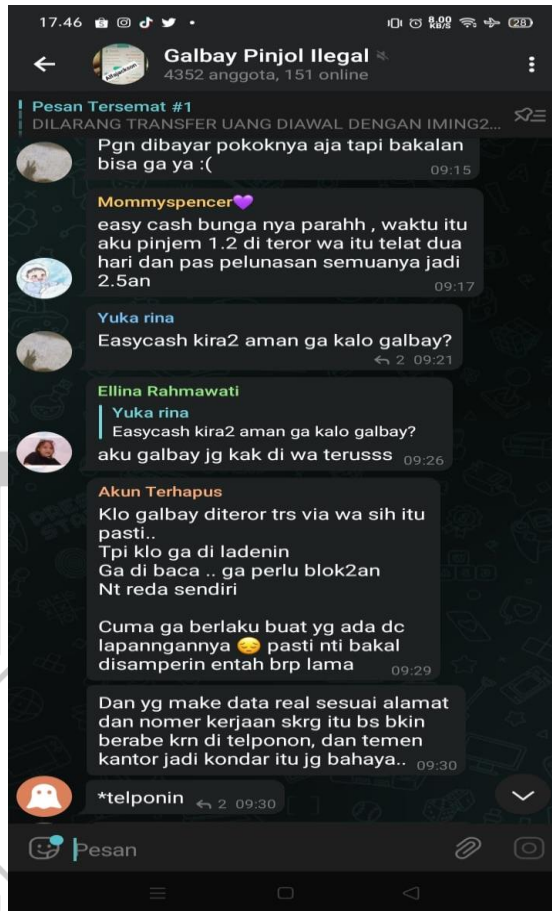 17.46
8,00 KB/S
28
Galbay Pinjol Ilegal
4352 anggota, 151 online
Pesan Tersemat #1
DILARANG TRANSFER UANG DIAWAL DENGAN IMING2...
Pgn dibayar pokoknya aja tapi bakalan
bisa ga ya :(
09:15
Mommyspencer💜
easy cash bunga nya parahh , waktu itu
aku pinjem 1.2 di teror wa itu telat dua
hari dan pas pelunasan semuanya jadi
2.5an
09:17
Yuka rina
Easycash kira2 aman ga kalo galbay?
2 09:21
Ellina Rahmawati
Yuka rina
Easycash kira2 aman ga kalo galbay?
aku galbay jg kak di wa terusss 09:26
Akun Terhapus
Klo galbay diteror trs via wa sih itu
pasti..
Tpi klo ga di ladenin
Ga di baca .. ga perlu blok2an
Nt reda sendiri
Cuma ga berlaku buat yg ada dc
lapanngannya 😔 pasti nti bakal
disamperin entah brp lama 09:29
Dan yg make data real sesuai alamat
dan nomer kerjaan skrg itu bs bkin
berabe krn di telponon, dan temen
kantor jadi kondar itu jg bahaya.. 09:30
*telponin 2 09:30
Pesan